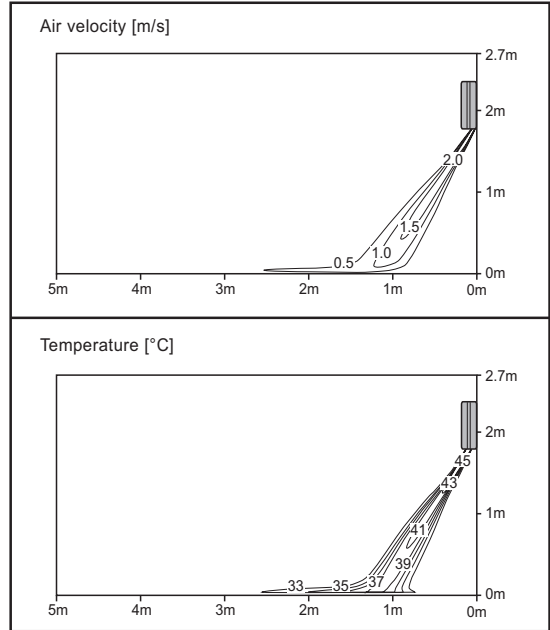 Air velocity [m/s]
2.7m
2m
2.0
1m
1.5
1.0
0.5
0m
5m 4m 3m 2m 1m 0m
Temperature [°C]
2.7m
2m
45
43
1m
41
39
37
33 35
0m
5m 4m 3m 2m 1m 0m